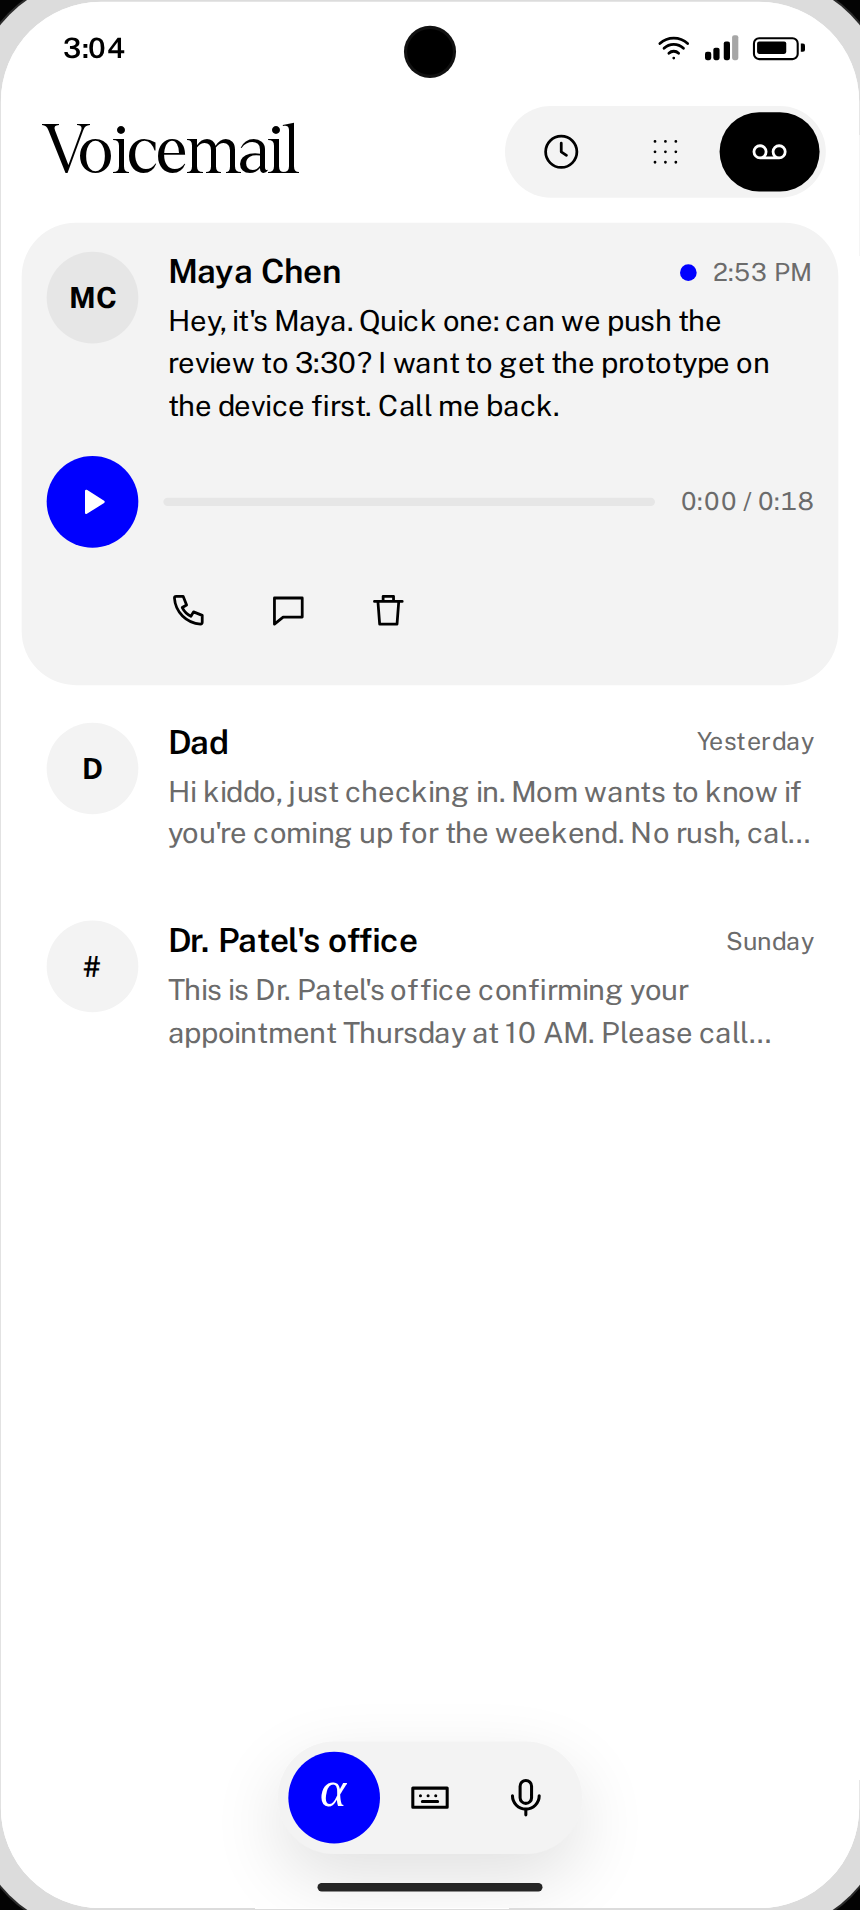 3:04
Voicemail
MC
Maya Chen
2:53 PM
Hey, it's Maya. Quick one: can we push the
review to 3:30? I want to get the prototype on
the device first. Call me back.
0:00 / 0:18
D
Dad
Yesterday
Hi kiddo, just checking in. Mom wants to know if
you're coming up for the weekend. No rush, cal...
#
Dr. Patel's office
Sunday
This is Dr. Patel's office confirming your
appointment Thursday at 10 AM. Please call...
α